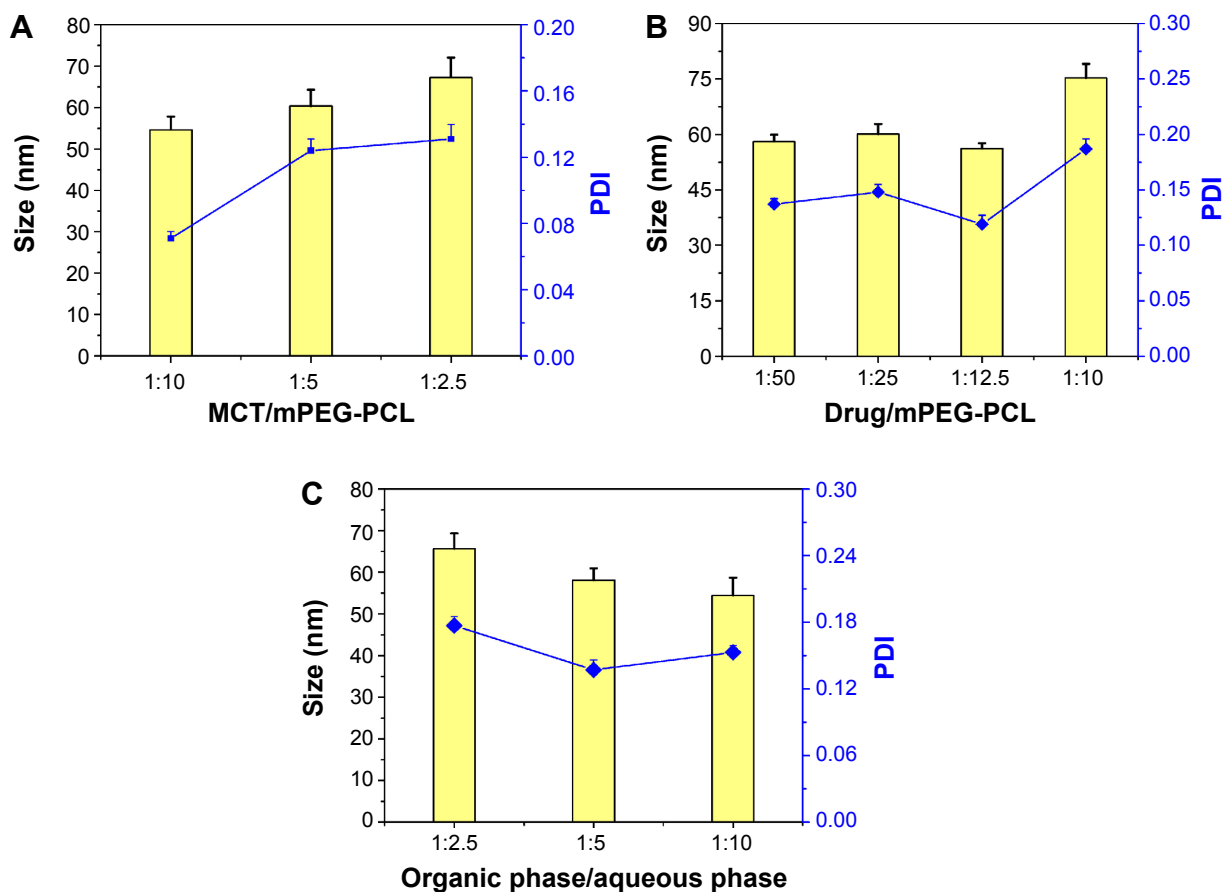 A
Size (nm)
80
70
60
50
40
30
20
10
0
0.20
0.16
0.12
0.08
0.04
0.00
PDI
1:10 1:5 1:2.5
MCT/mPEG-PCL
B
Size (nm)
90
75
60
45
30
15
0
0.30
0.25
0.20
0.15
0.10
0.05
0.00
PDI
1:50 1:25 1:12.5 1:10
Drug/mPEG-PCL
C
Size (nm)
80
70
60
50
40
30
20
10
0
0.30
0.24
0.18
0.12
0.06
0.00
PDI
1:2.5 1:5 1:10
Organic phase/aqueous phase